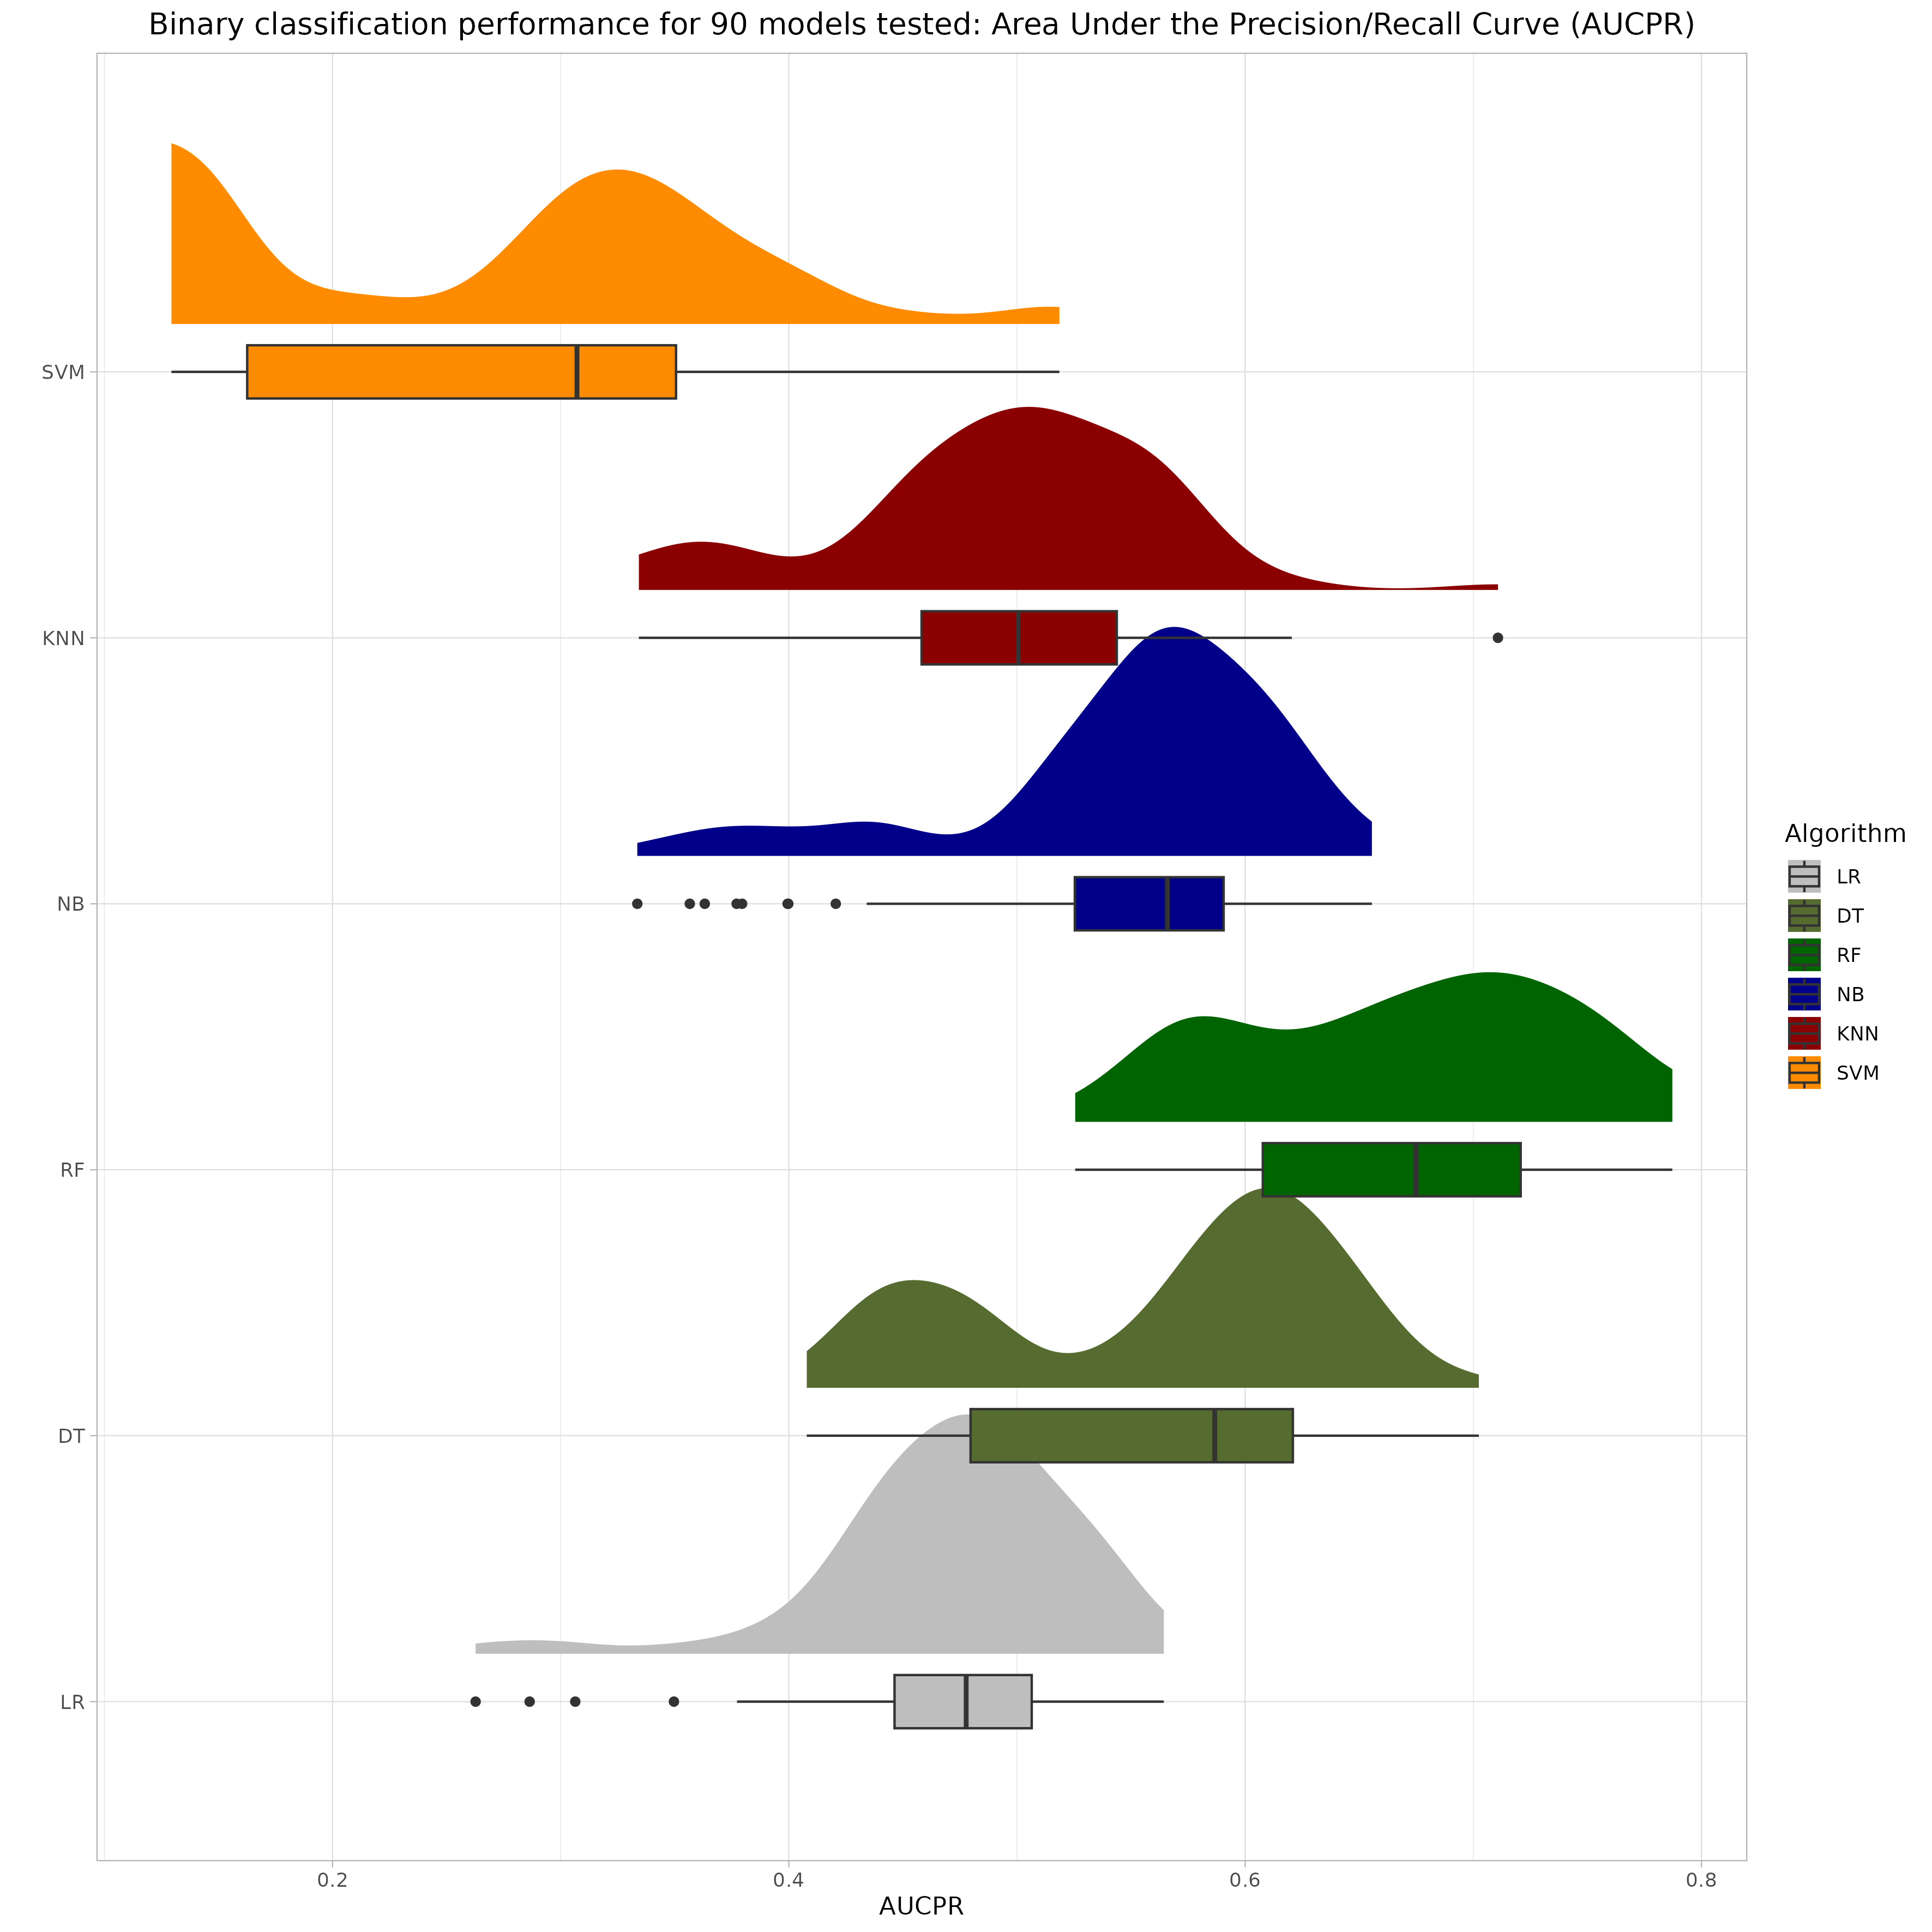 Binary classification performance for 90 models tested: Area Under the Precision/Recall Curve (AUCPR)
SVM
KNN
NB
RF
DT
LR
0.2 0.4 0.6 0.8
AUCPR
Algorithm
LR
DT
RF
NB
KNN
SVM